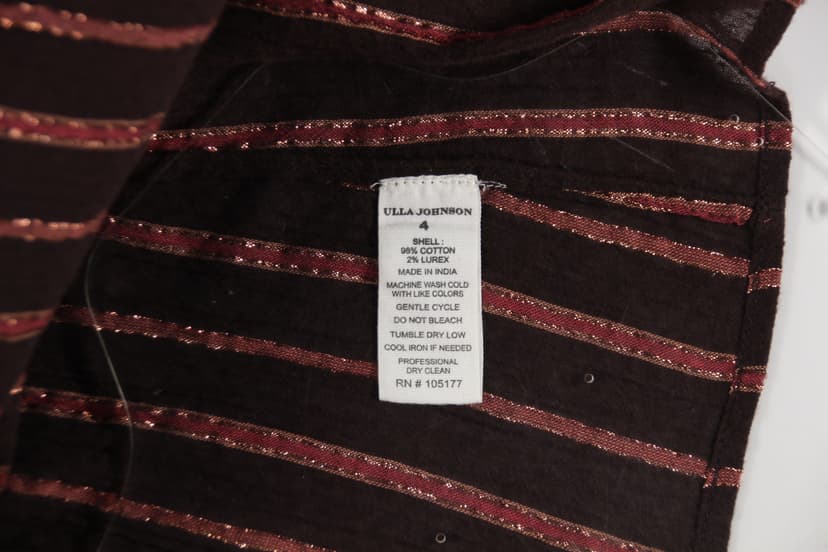 ULLA JOHNSON
4
SHELL :
98% COTTON
2% LUREX
MADE IN INDIA
MACHINE WASH COLD
WITH LIKE COLORS
GENTLE CYCLE
DO NOT BLEACH
TUMBLE DRY LOW
COOL IRON IF NEEDED
PROFESSIONAL
DRY CLEAN
RN # 105177